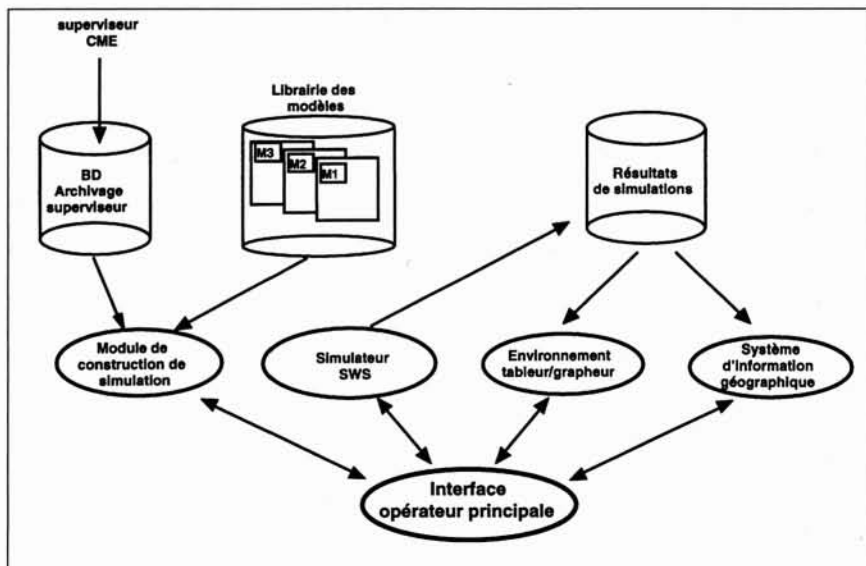 superviseur
CME
Librairie des
modèles
M3
M2
M1
BD
Archivage
superviseur
Résultats
de simulations
Module de
construction de
simulation
Simulateur
SWS
Environnement
tableur/grapheur
Système
d'information
géographique
Interface
opérateur principale